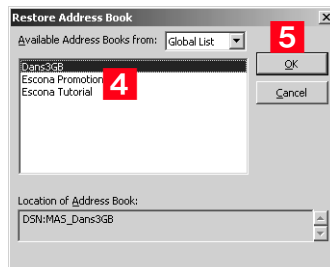 Restore Address Book
Available Address Books from: Global List
5
Dans3GB
OK
Escona Promotion
4
Escona Tutorial
Cancel
Location of Address Book:
DSN:MAS_Dans3GB